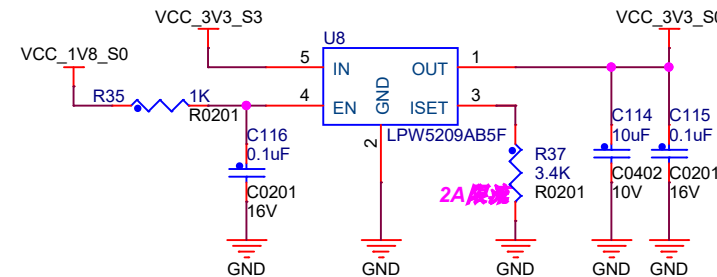 VCC_3V3_S3
VCC_3V3_S0
VCC_1V8_S0
U8
5
IN
OUT
1
R35
1K
R0201
4
EN
GND
ISET
3
2
LPW5209AB5F
C116
0.1uF
C0201
16V
R37
3.4K
R0201
2A限流
C114
10uF
C0402
10V
C115
0.1uF
C0201
16V
GND
GND
GND
GND
GND